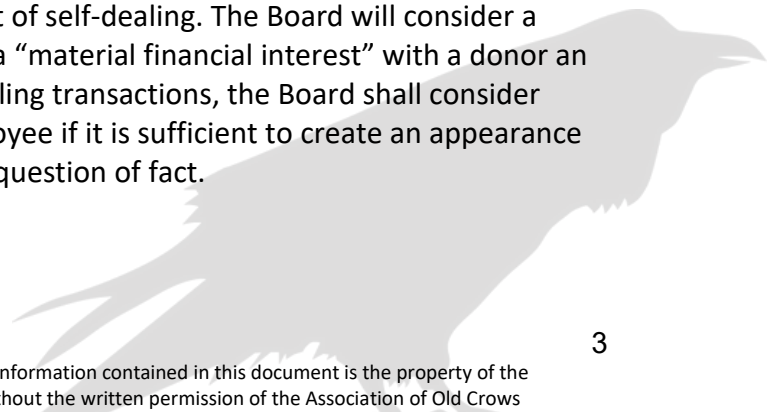 t of self-dealing. The Board will consider a
a “material financial interest” with a donor an
ling transactions, the Board shall consider
oyee if it is sufficient to create an appearance
question of fact.
3
nformation contained in this document is the property of the
thout the written permission of the Association of Old Crows